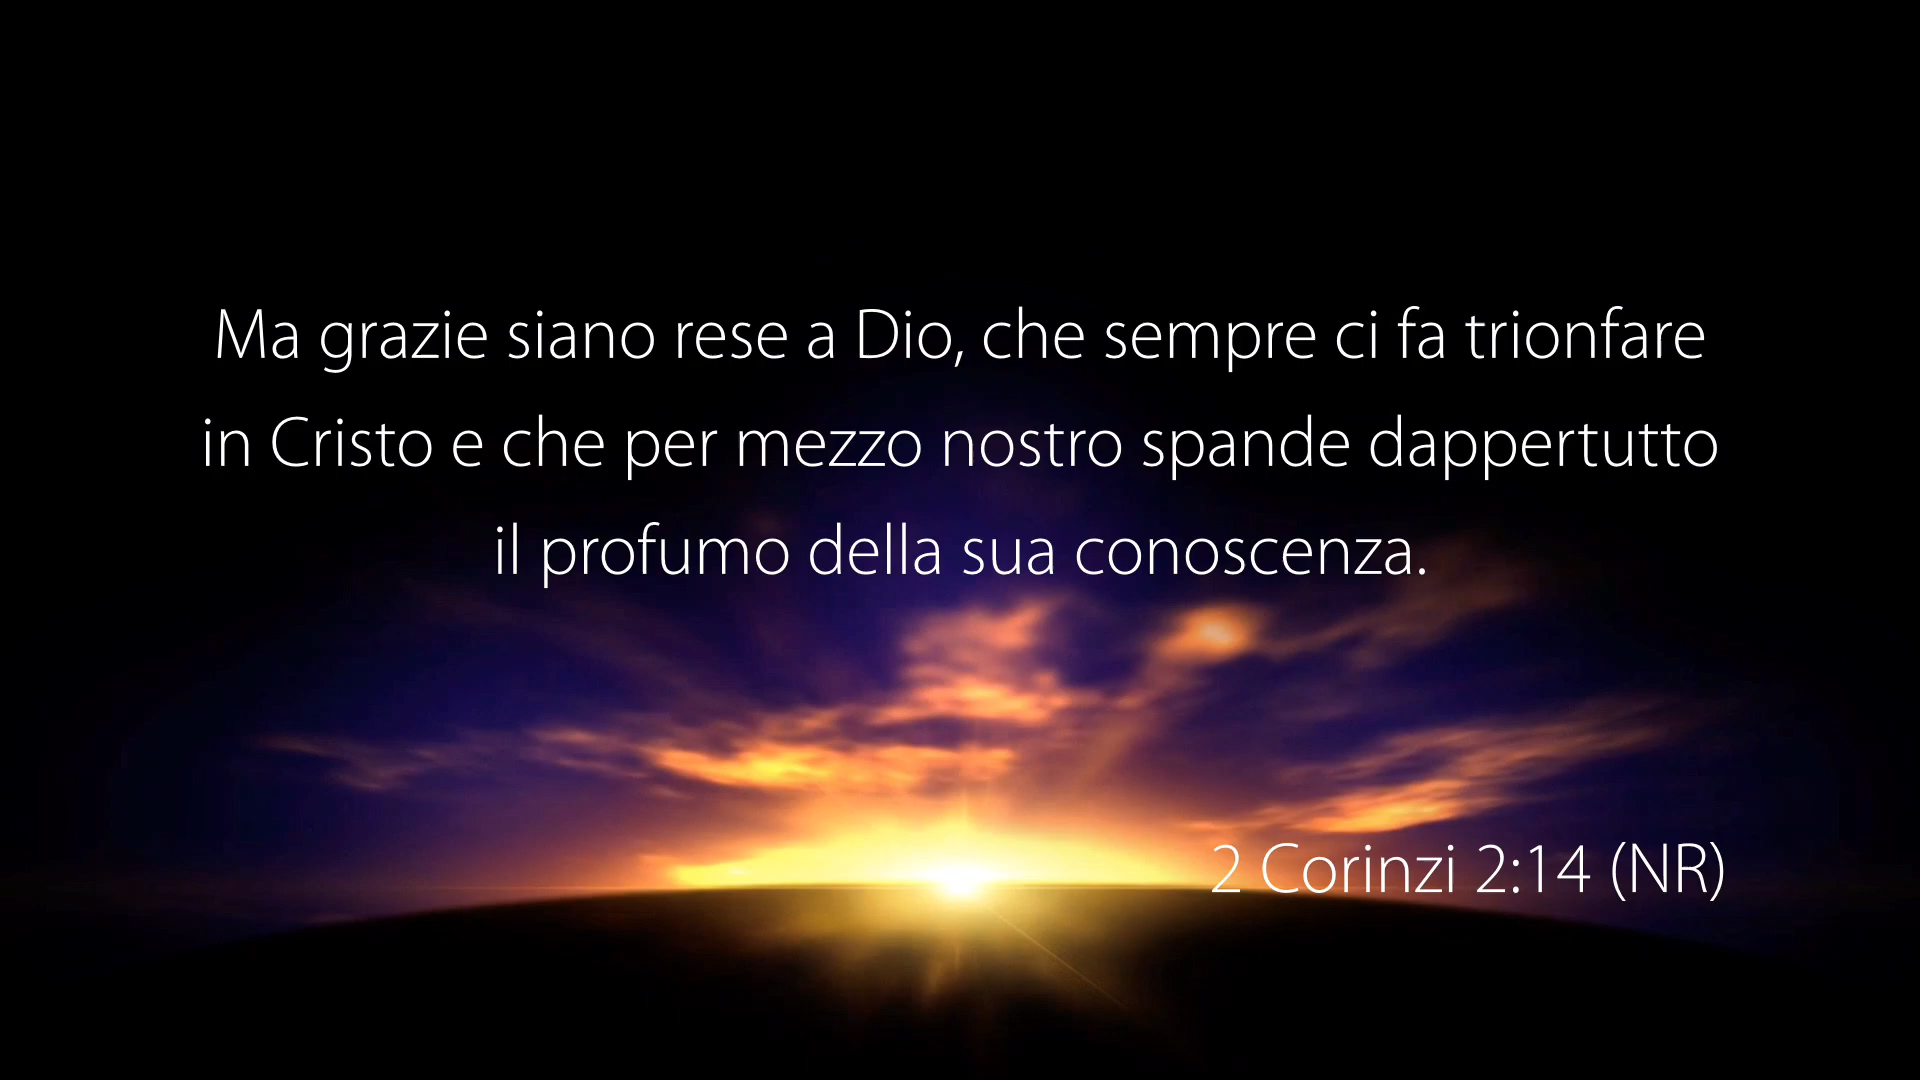 Ma grazie siano rese a Dio, che sempre ci fa trionfare
in Cristo e che per mezzo nostro spande dappertutto
il profumo della sua conoscenza.
2 Corinzi 2:14 (NR)